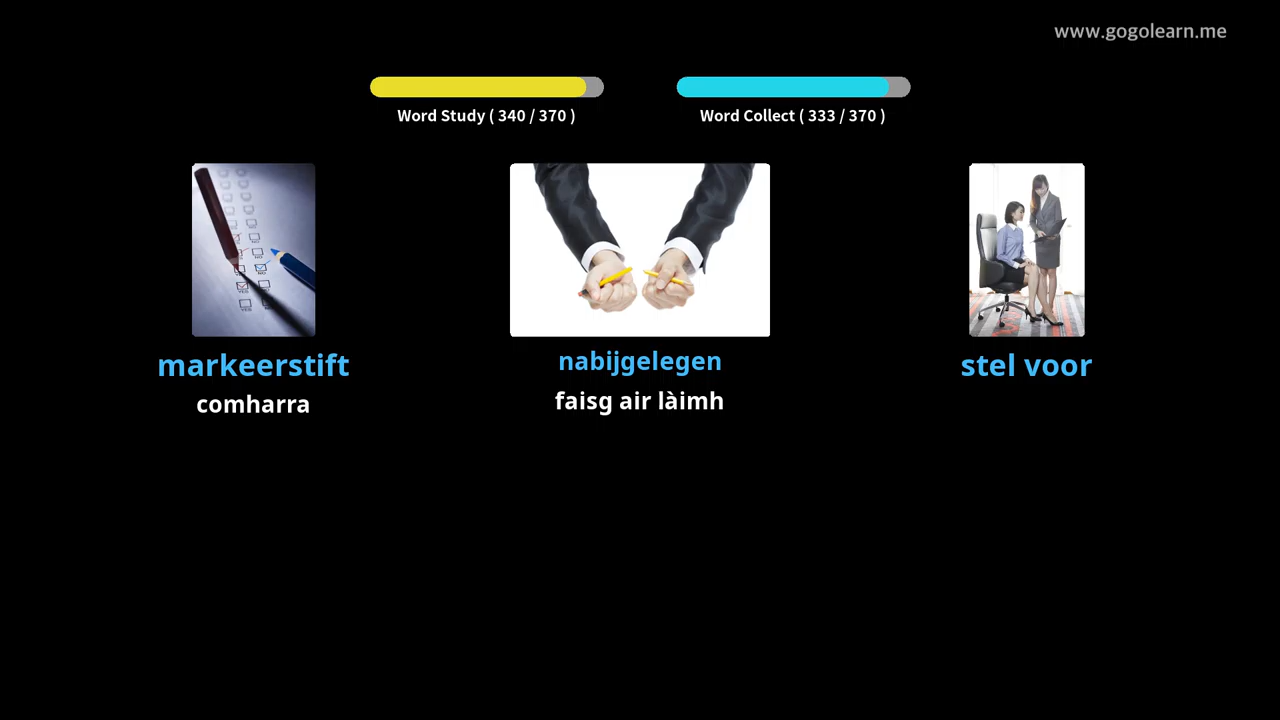 www.gogolearn.me
Word Study ( 340 / 370 )
Word Collect ( 333 / 370 )
markeerstift
comharra
nabijgelegen
faisg air làimh
stel voor